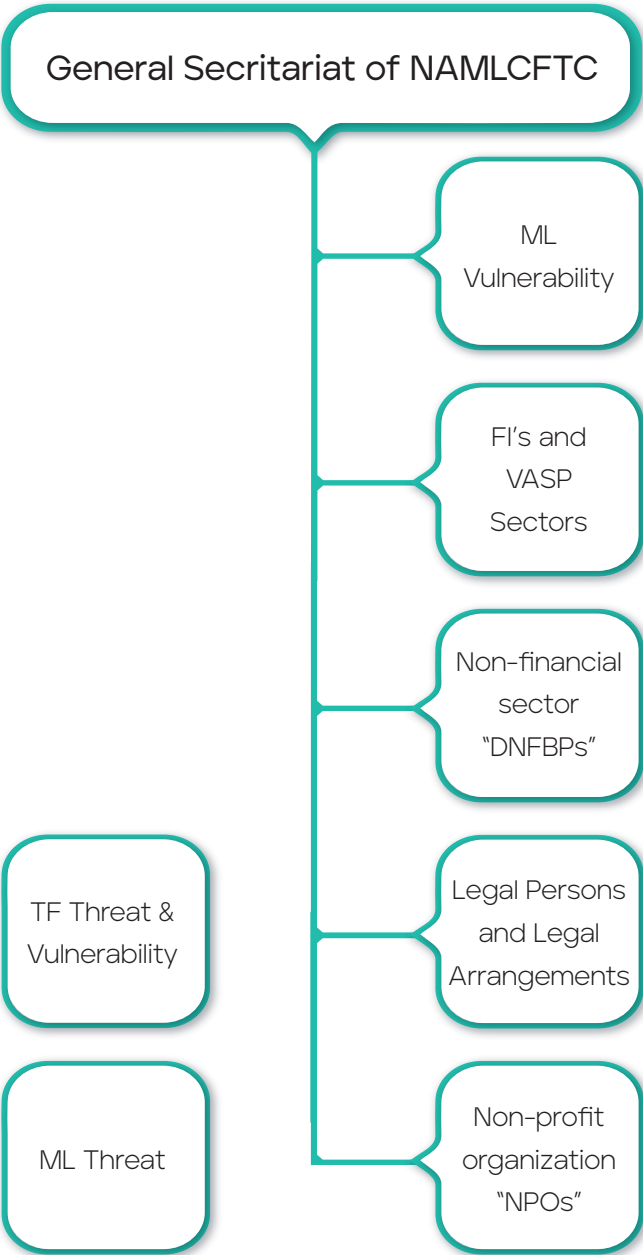 General Secritariat of NAMLCFTC
ML
Vulnerability
FI's and
VASP
Sectors
Non-financial
sector
“DNFBPs”
TF Threat &
Vulnerability
Legal Persons
and Legal
Arrangements
ML Threat
Non-profit
organization
“NPOs”